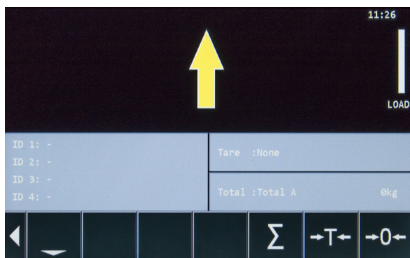 11:26
LOAD
ID 1: -
ID 2: -
ID 3: -
ID 4: -
Tare :None
Total :Total A 0kg
Σ
→T←
→0←